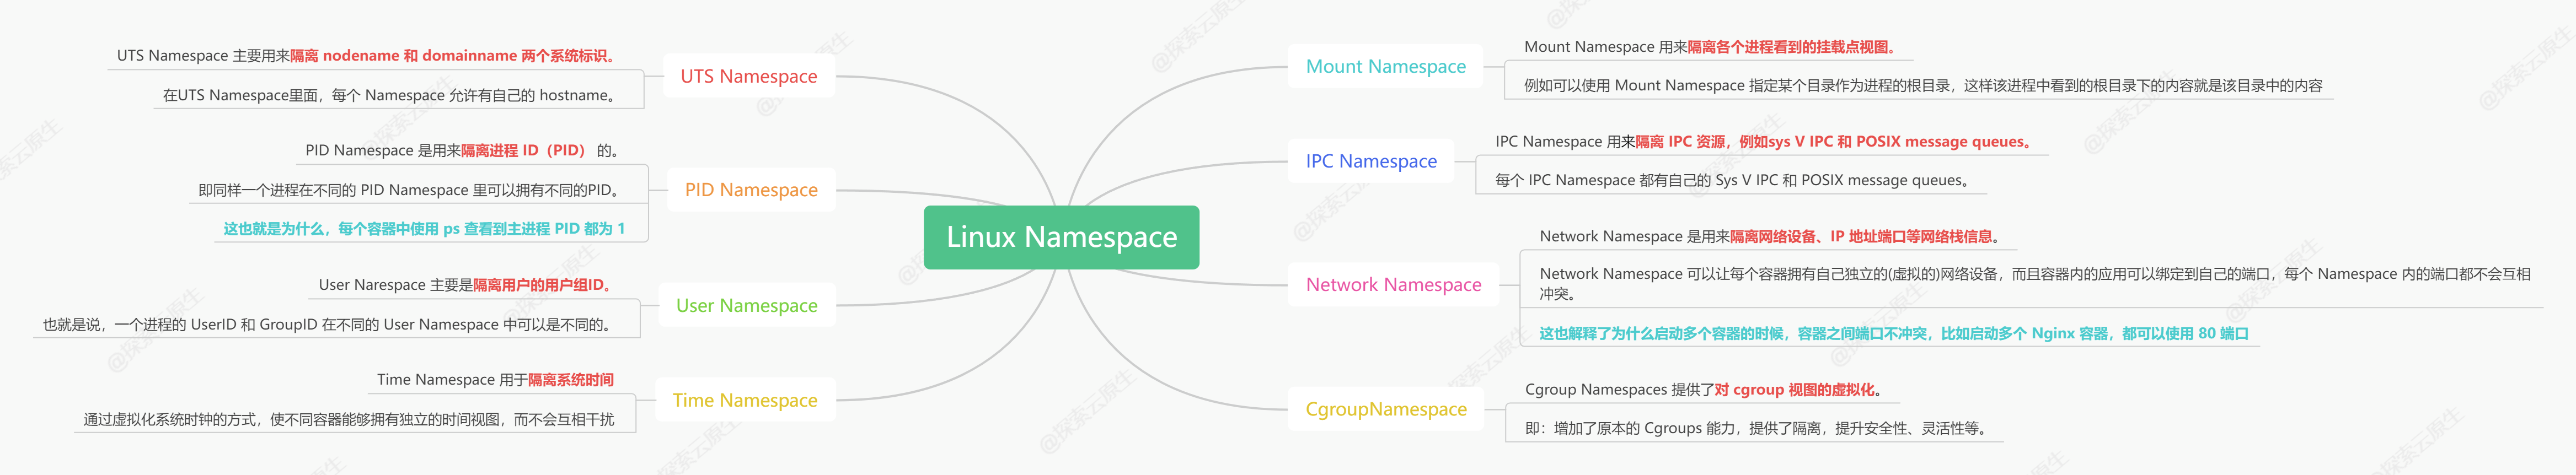 Linux Namespace
UTS Namespace
UTS Namespace 主要用来隔离 nodename 和 domainname 两个系统标识。
在UTS Namespace里面，每个 Namespace 允许有自己的 hostname。
PID Namespace
PID Namespace 是用来隔离进程 ID（PID） 的。
即同样一个进程在不同的 PID Namespace 里可以拥有不同的PID。
这也就是为什么，每个容器中使用 ps 查看到主进程 PID 都为 1
User Namespace
User Narespace 主要是隔离用户的用户组ID。
也就是说，一个进程的 UserID 和 GroupID 在不同的 User Namespace 中可以是不同的。
Time Namespace
Time Namespace 用于隔离系统时间
通过虚拟化系统时钟的方式，使不同容器能够拥有独立的时间视图，而不会互相干扰
Mount Namespace
Mount Namespace 用来隔离各个进程看到的挂载点视图。
例如可以使用 Mount Namespace 指定某个目录作为进程的根目录，这样该进程中看到的根目录下的内容就是该目录中的内容
IPC Namespace
IPC Namespace 用来隔离 IPC 资源，例如sys V IPC 和 POSIX message queues。
每个 IPC Namespace 都有自己的 Sys V IPC 和 POSIX message queues。
Network Namespace
Network Namespace 是用来隔离网络设备、IP 地址端口等网络栈信息。
Network Namespace 可以让每个容器拥有自己独立的(虚拟的)网络设备，而且容器内的应用可以绑定到自己的端口，每个 Namespace 内的端口都不会互相
冲突。
这也解释了为什么启动多个容器的时候，容器之间端口不冲突，比如启动多个 Nginx 容器，都可以使用 80 端口
CgroupNamespace
Cgroup Namespaces 提供了对 cgroup 视图的虚拟化。
即：增加了原本的 Cgroups 能力，提供了隔离，提升安全性、灵活性等。
@探索云原生